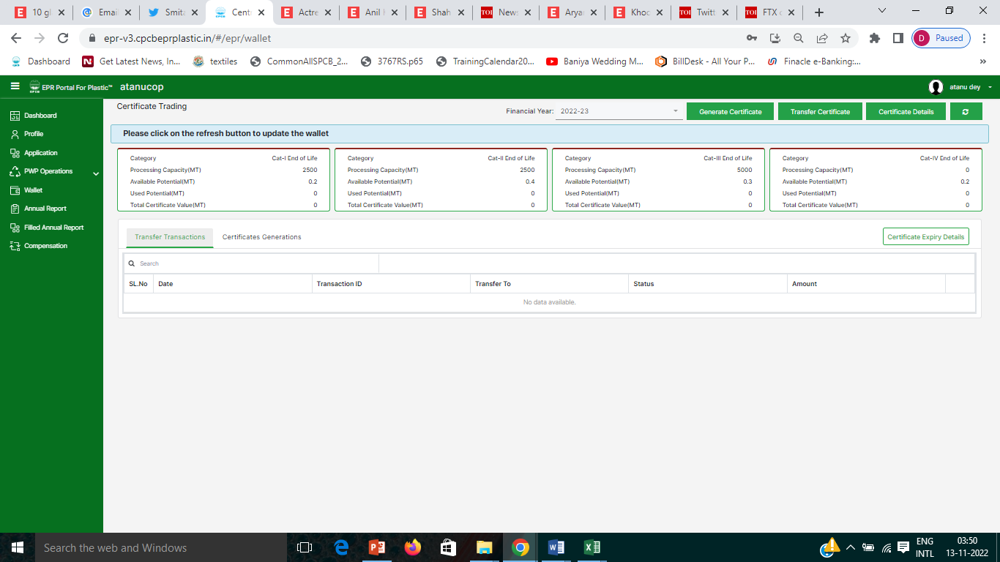 10 g
Email
Smita
Cent
Actre
Anil
Shah
TOI News
Arya
Khoc
TOI Twitt
TOI FTX
epr-v3.cpcbeprplastic.in/#/epr/wallet
D Paused
Dashboard Get Latest News, In... textiles CommonAllSPCB_2... 3767RS.p65 TrainingCalendar20... Baniya Wedding M... BillDesk - All Your P... Finacle e-Banking:... »
EPR Portal For Plastic™ atanucop atanu dey
Dashboard
Profile
Application
PWP Operations
Wallet
Annual Report
Filled Annual Report
Compensation
Certificate Trading
Financial Year: 2022-23 Generate Certificate Transfer Certificate Certificate Details
Please click on the refresh button to update the wallet
Category Cat-I End of Life
Processing Capacity(MT) 2500
Available Potential(MT) 0.2
Used Potential(MT) 0
Total Certificate Value(MT) 0
Category Cat-II End of Life
Processing Capacity(MT) 2500
Available Potential(MT) 0.4
Used Potential(MT) 0
Total Certificate Value(MT) 0
Category Cat-III End of Life
Processing Capacity(MT) 5000
Available Potential(MT) 0.3
Used Potential(MT) 0
Total Certificate Value(MT) 0
Category Cat-IV End of Life
Processing Capacity(MT) 0
Available Potential(MT) 0.2
Used Potential(MT) 0
Total Certificate Value(MT) 0
Transfer Transactions Certificates Generations Certificate Expiry Details
Search
SL.No Date Transaction ID Transfer To Status Amount
No data available.
Search the web and Windows
ENG
INTL
03:50
13-11-2022